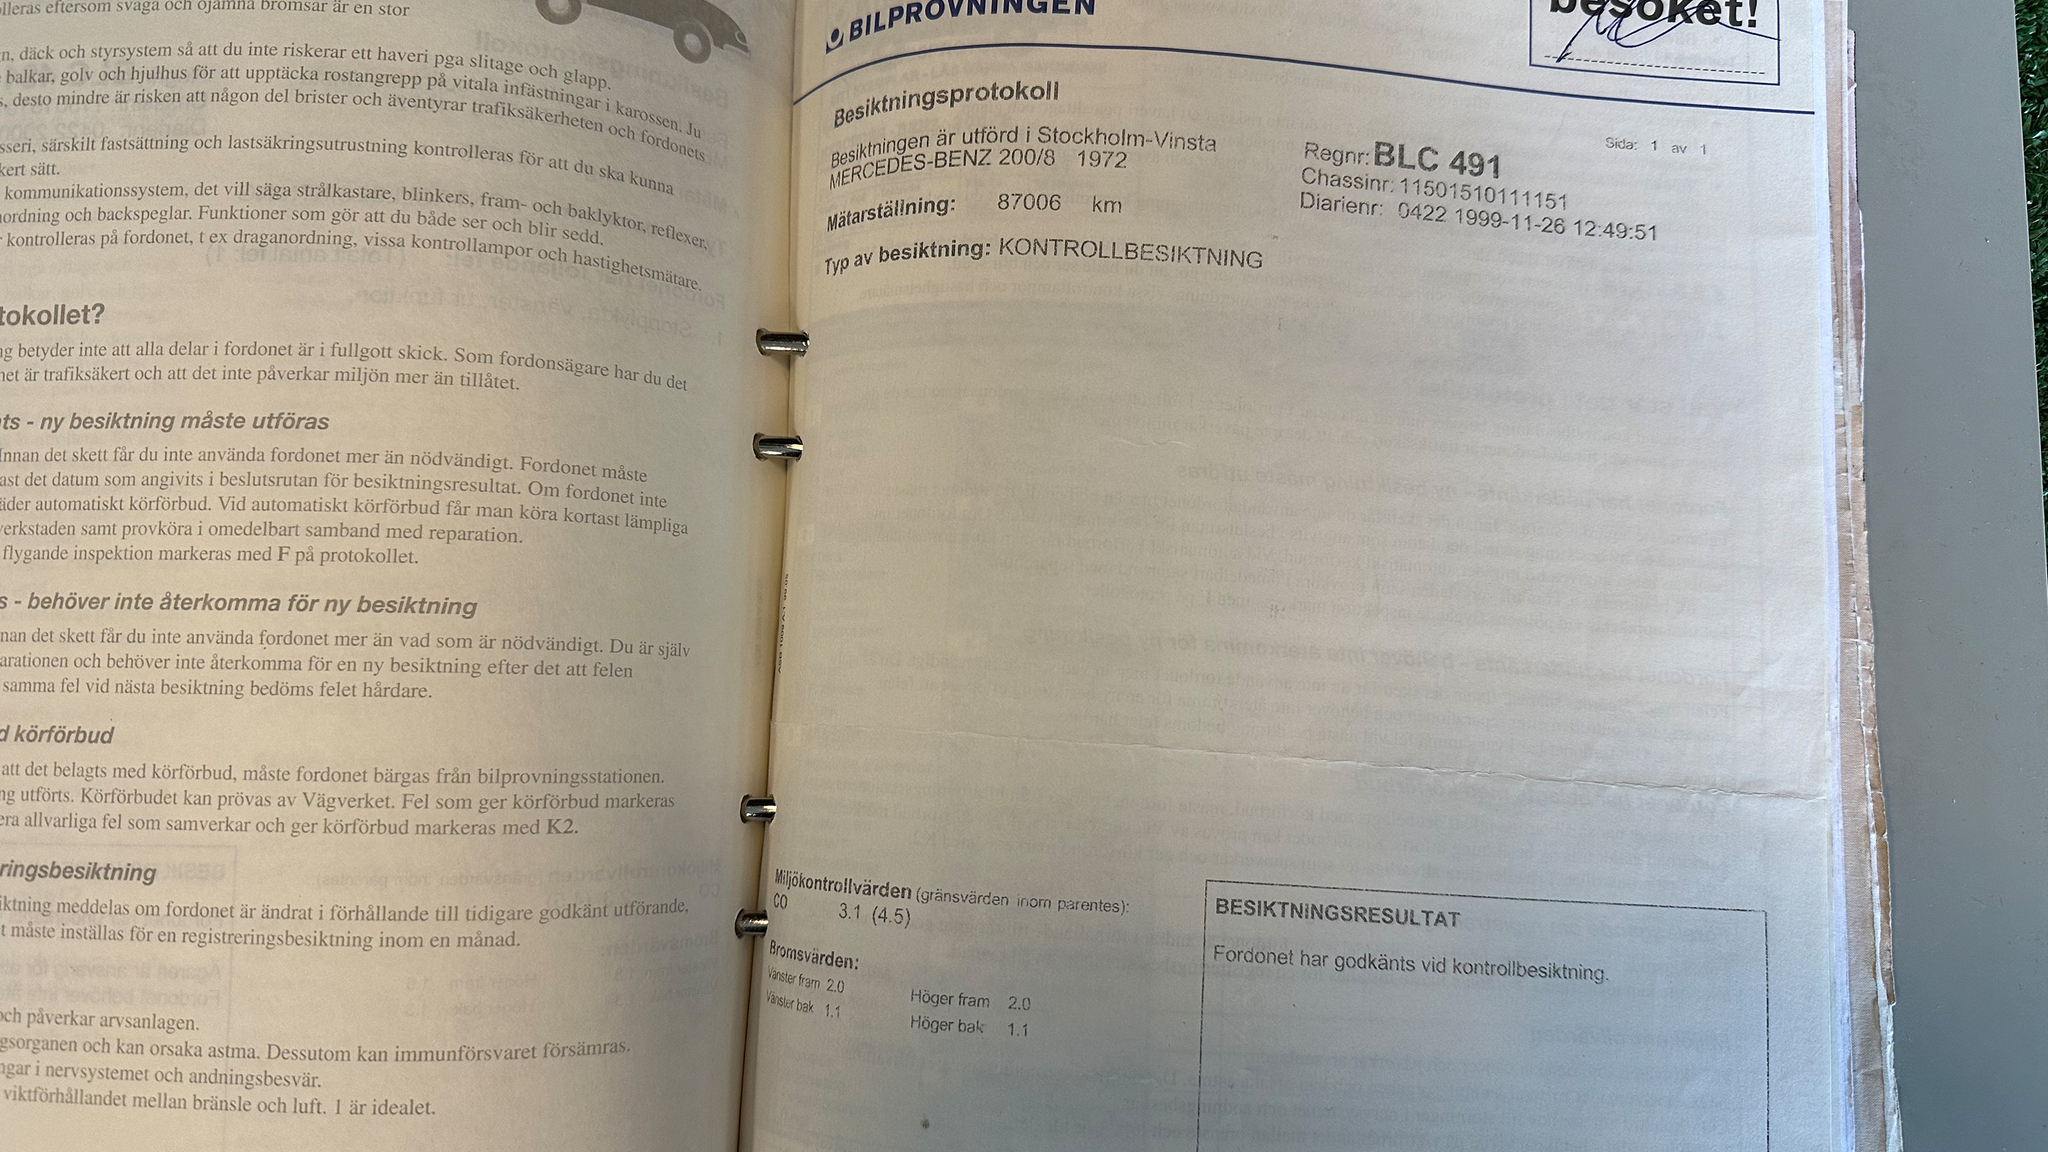 lleras eftersom svaga och ojämna bromsar är en stor
n, däck och styrsystem så att du inte riskerar ett haveri pga slitage och glapp.
balkar, golv och hjulhus för att upptäcka rostangrepp på vitala infästningar i karossen. Ju
s, desto mindre är risken att någon del brister och äventyrar trafiksäkerheten och fordonets
sseri, särskilt fastsättning och lastsäkringsutrustning kontrolleras för att du ska kunna
kert sätt.
kommunikationssystem, det vill säga strålkastare, blinkers, fram- och baklyktor, reflexer,
nordning och backspeglar. Funktioner som gör att du både ser och blir sedd.
r kontrolleras på fordonet, t ex draganordning, vissa kontrollampor och hastighetsmätare.
tokollet?
ng betyder inte att alla delar i fordonet är i fullgott skick. Som fordonsägare har du det
net är trafiksäkert och att det inte påverkar miljön mer än tillåtet.
nts - ny besiktning måste utföras
Innan det skett får du inte använda fordonet mer än nödvändigt. Fordonet måste
ast det datum som angivits i beslutsrutan för besiktningsresultat. Om fordonet inte
äder automatiskt körförbud. Vid automatiskt körförbud får man köra kortast lämpliga
verkstaden samt provköra i omedelbart samband med reparation.
flygande inspektion markeras med F på protokollet.
s - behöver inte återkomma för ny besiktning
nan det skett får du inte använda fordonet mer än vad som är nödvändigt. Du är själv
arationen och behöver inte återkomma för en ny besiktning efter det att felen
samma fel vid nästa besiktning bedöms felet hårdare.
d körförbud
att det belagts med körförbud, måste fordonet bärgas från bilprovningsstationen.
ng utförts. Körförbudet kan prövas av Vägverket. Fel som ger körförbud markeras
era allvarliga fel som samverkar och ger körförbud markeras med K2.
ringsbesiktning
iktning meddelas om fordonet är ändrat i förhållande till tidigare godkänt utförande,
t måste inställas för en registreringsbesiktning inom en månad.
och påverkar arvsanlagen.
gsorganen och kan orsaka astma. Dessutom kan immunförsvaret försämras.
ngar i nervsystemet och andningsbesvär.
viktförhållandet mellan bränsle och luft. 1 är idealet.
BILPROVNINGEN
besöket!
Besiktningsprotokoll
Sida: 1 av 1
Besiktningen är utförd i Stockholm-Vinsta
MERCEDES-BENZ 200/8 1972
Regnr: BLC 491
Chassinr: 11501510111151
Diarienr: 0422 1999-11-26 12:49:51
Mätarställning: 87006 km
Typ av besiktning: KONTROLLBESIKTNING
Miljökontrollvärden (gränsvärden inom parentes):
CO 3.1 (4.5)
Bromsvärden:
Vänster fram 2.0 Höger fram 2.0
Vänster bak 1.1 Höger bak 1.1
BESIKTNINGSRESULTAT
Fordonet har godkänts vid kontrollbesiktning.